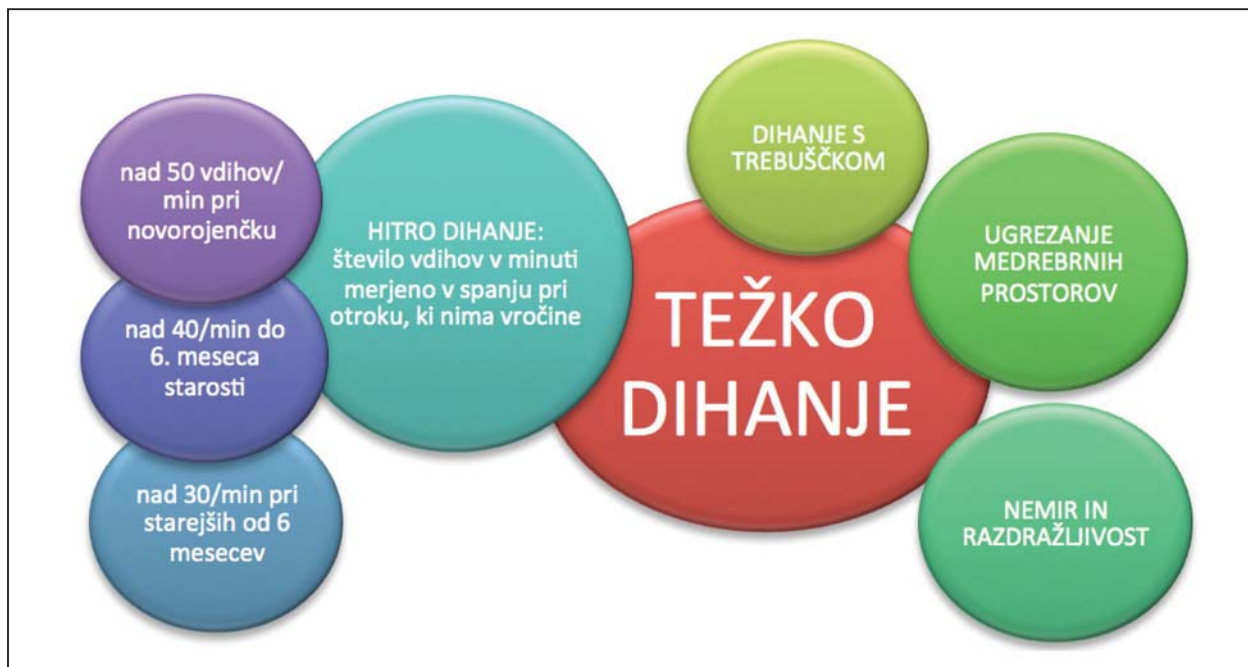 TEŽKO
DIHANJE
HITRO DIHANJE:
število vdihov v minuti
merjeno v spanju pri
otroku, ki nima vročine
nad 50 vdihov/
min pri
novorojenčku
nad 40/min do
6. meseca
starosti
nad 30/min pri
starejših od 6
mesecev
DIHANJE S
TREBUŠČKOM
UGREZANJE
MEDREBRNIH
PROSTOROV
NEMIR IN
RAZDRAŽLJIVOST